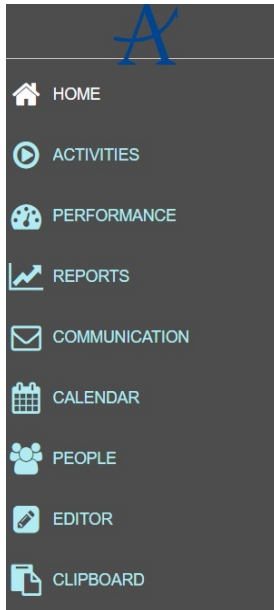 A
HOME
ACTIVITIES
PERFORMANCE
REPORTS
COMMUNICATION
CALENDAR
PEOPLE
EDITOR
CLIPBOARD